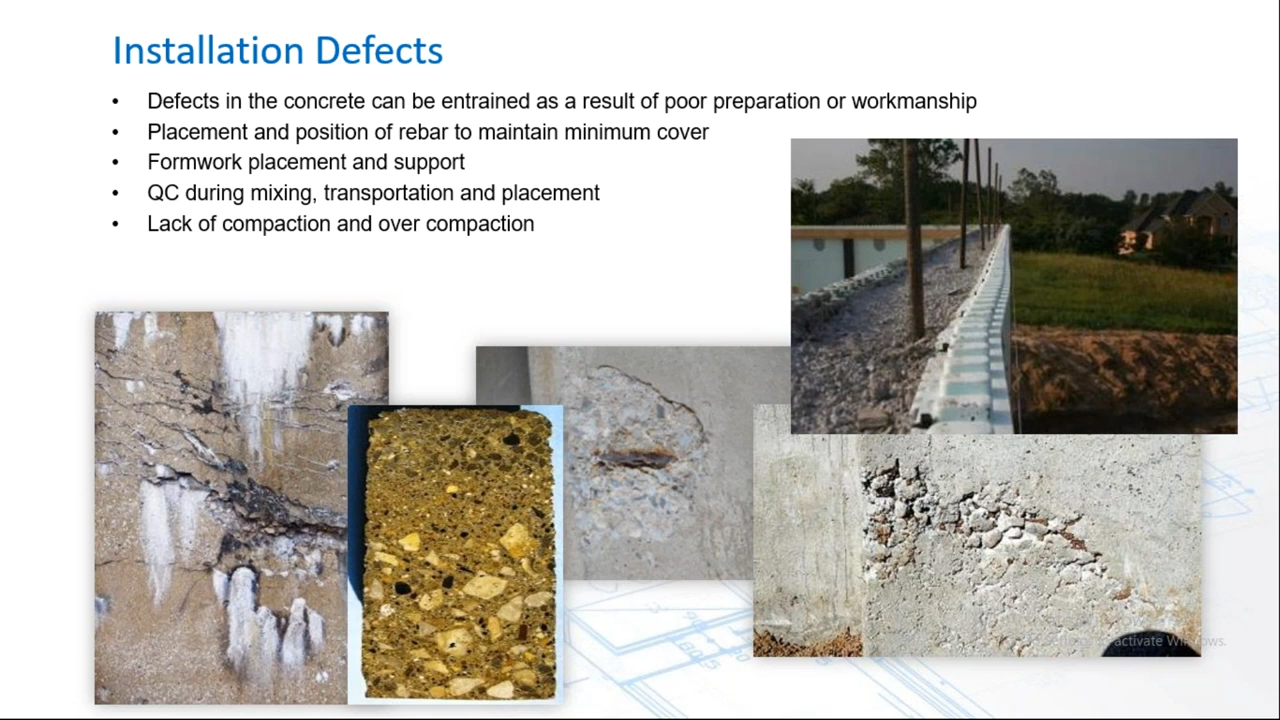 Installation Defects
• Defects in the concrete can be entrained as a result of poor preparation or workmanship
• Placement and position of rebar to maintain minimum cover
• Formwork placement and support
• QC during mixing, transportation and placement
• Lack of compaction and over compaction
activate Windows.